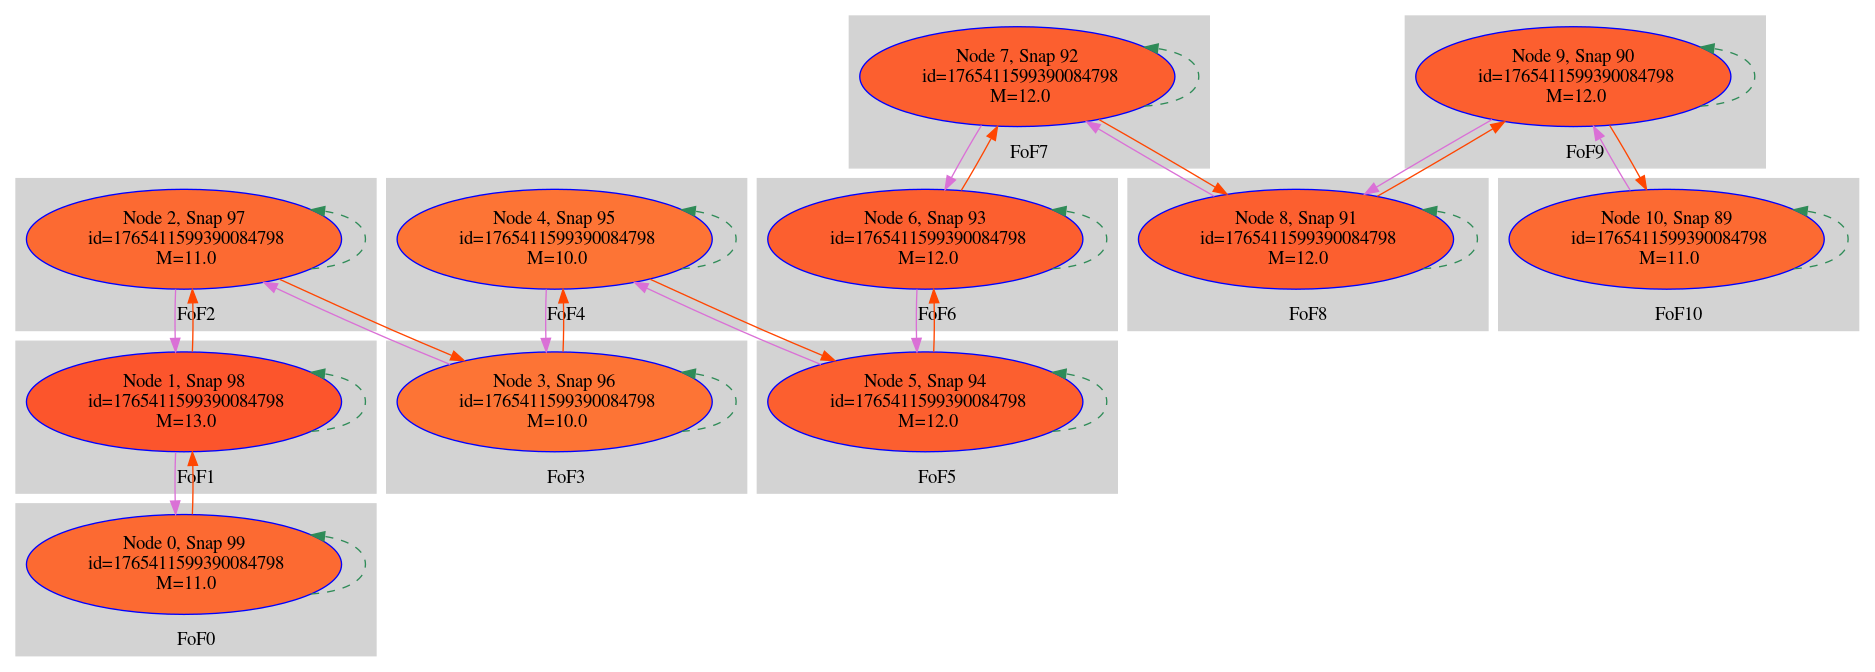 Node 7, Snap 92
id=1765411599390084798
M=12.0
FoF7
Node 9, Snap 90
id=1765411599390084798
M=12.0
FoF9
Node 2, Snap 97
id=1765411599390084798
M=11.0
FoF2
Node 4, Snap 95
id=1765411599390084798
M=10.0
FoF4
Node 6, Snap 93
id=1765411599390084798
M=12.0
FoF6
Node 8, Snap 91
id=1765411599390084798
M=12.0
FoF8
Node 10, Snap 89
id=1765411599390084798
M=11.0
FoF10
Node 1, Snap 98
id=1765411599390084798
M=13.0
FoF1
Node 3, Snap 96
id=1765411599390084798
M=10.0
FoF3
Node 5, Snap 94
id=1765411599390084798
M=12.0
FoF5
Node 0, Snap 99
id=1765411599390084798
M=11.0
FoF0